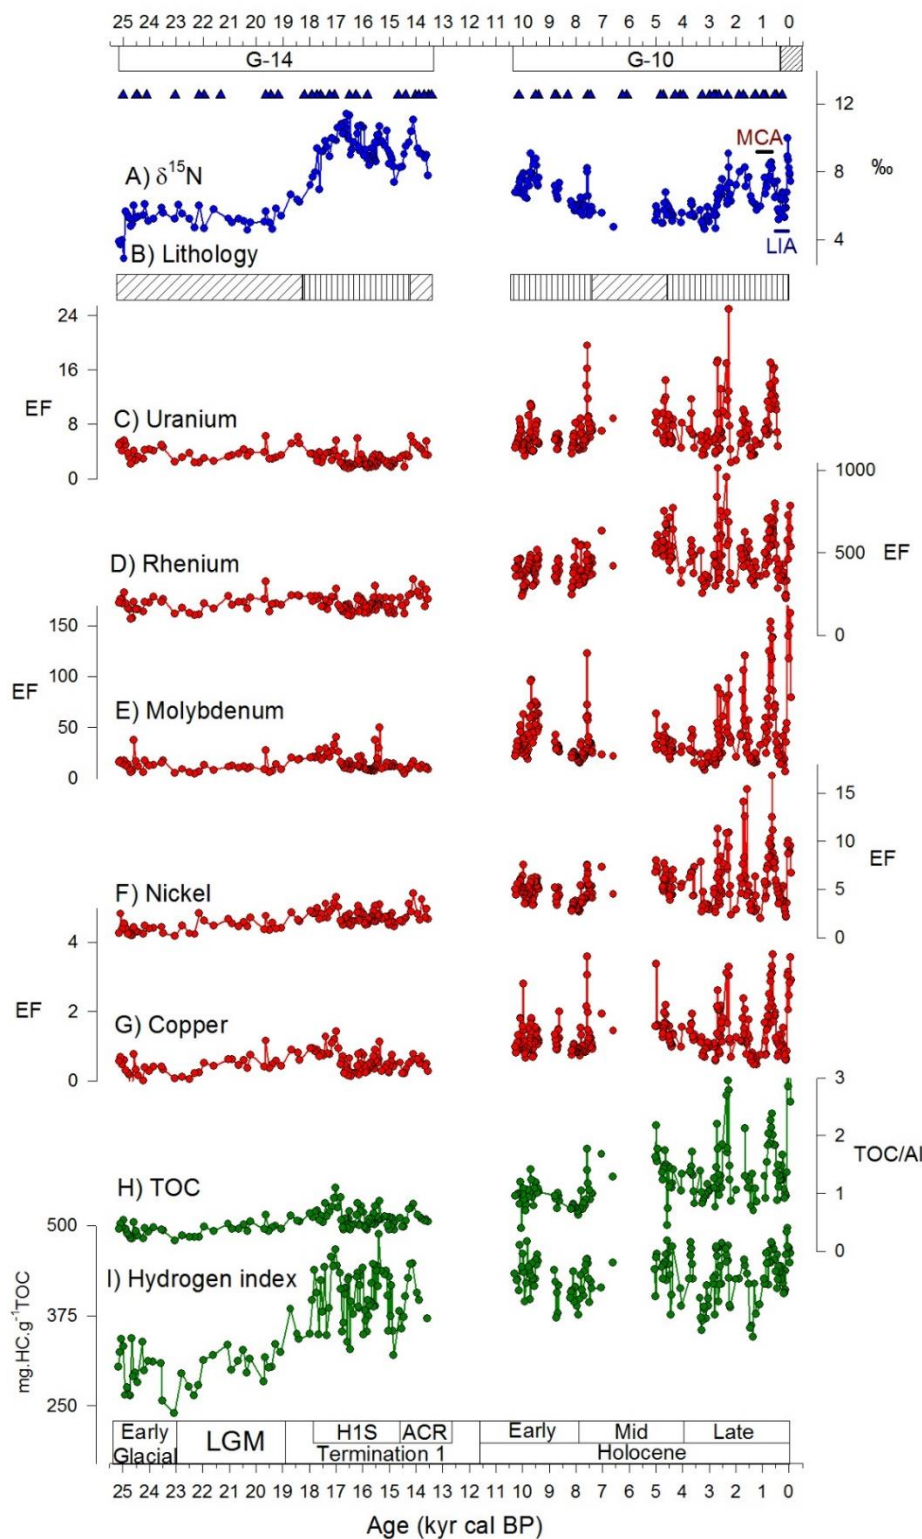 25 24 23 22 21 20 19 18 17 16 15 14 13 12 11 10 9 8 7 6 5 4 3 2 1 0
G-14 G-10
12
MCA
8 ‰
A) δ15N
4
LIA
B) Lithology
24
16
EF
C) Uranium
8
0
1000
500 EF
D) Rhenium
0
150
100
EF
E) Molybdenum
50
0
15
10
EF
F) Nickel
5
0
4
EF
2
G) Copper
0
3
2
TOC/Al
H) TOC
1
0
500
I) Hydrogen index
375
mg.HC.g-1TOC
250
Early Glacial
LGM
H1S ACR
Termination 1
Early Mid Late
Holocene
25 24 23 22 21 20 19 18 17 16 15 14 13 12 11 10 9 8 7 6 5 4 3 2 1 0
Age (kyr cal BP)